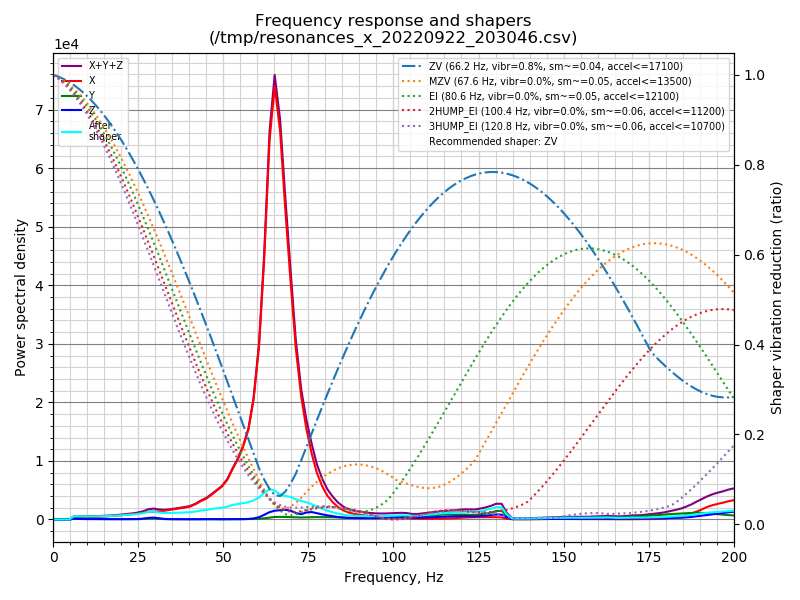 Frequency response and shapers
(/tmp/resonances_x_20220922_203046.csv)
1e4
X+Y+Z
X
Y
Z
After
shaper
ZV (66.2 Hz, vibr=0.8%, sm~=0.04, accel<=17100)
MZV (67.6 Hz, vibr=0.0%, sm~=0.05, accel<=13500)
EI (80.6 Hz, vibr=0.0%, sm~=0.05, accel<=12100)
2HUMP_EI (100.4 Hz, vibr=0.0%, sm~=0.06, accel<=11200)
3HUMP_EI (120.8 Hz, vibr=0.0%, sm~=0.06, accel<=10700)
Recommended shaper: ZV
Power spectral density
7
6
5
4
3
2
1
0
1.0
0.8
0.6
0.4
0.2
0.0
Shaper vibration reduction (ratio)
0 25 50 75 100 125 150 175 200
Frequency, Hz